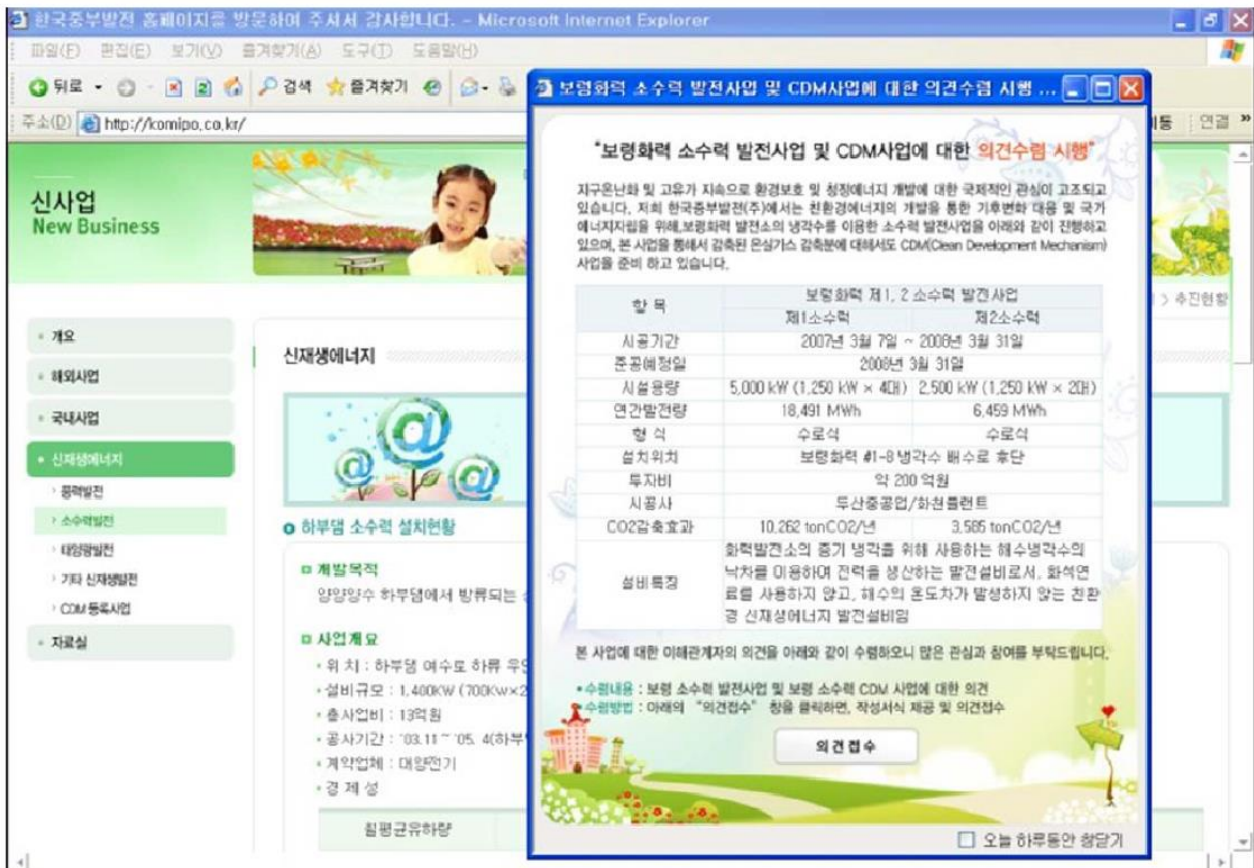 한국중부발전 홈페이지를 방문하여 주셔서 감사합니다. - Microsoft Internet Explorer
파일(F) 편집(E) 보기(V) 즐겨찾기(A) 도구(T) 도움말(H)
뒤로 검색 즐겨찾기
주소(D) http://komipo.co.kr/ 이동 연결 »
신사업
New Business
> 추진현황
개요
해외사업
국내사업
신재생에너지
풍력발전
소수력발전
태양광발전
기타 신재생발전
CDM 등록사업
자료실
신재생에너지
하부댐 소수력 설치현황
개발목적
양양양수 하부댐에서 방류되는
사업개요
위 치 : 하부댐 여수로 하류 우안
설비규모 : 1,400KW (700Kw×2
총사업비 : 13억원
공사기간 : '03.11 ~ '05. 4(하부
계약업체 : 대양전기
경 제 성
월평균유하량
보령화력 소수력 발전사업 및 CDM사업에 대한 의견수렴 시행 ...
"보령화력 소수력 발전사업 및 CDM사업에 대한 의견수렴 시행"
지구온난화 및 고유가 지속으로 환경보호 및 청정에너지 개발에 대한 국제적인 관심이 고조되고
있습니다. 저희 한국중부발전(주)에서는 친환경에너지의 개발을 통한 기후변화 대응 및 국가
에너지자립을 위해,보령화력 발전소의 냉각수를 이용한 소수력 발전사업을 아래와 같이 진행하고
있으며, 본 사업을 통해서 감축된 온실가스 감축분에 대해서도 CDM(Clean Development Mechanism)
사업을 준비 하고 있습니다.
항 목 보령화력 제1, 2 소수력 발전사업
제1소수력 제2소수력
시공기간 2007년 3월 7일 ~ 2008년 3월 31일
준공예정일 2008년 3월 31일
시설용량 5,000 kW (1,250 kW × 4대) 2,500 kW (1,250 kW × 2대)
연간발전량 18,491 MWh 6,459 MWh
형 식 수로식 수로식
설치위치 보령화력 #1-8 냉각수 배수로 후단
투자비 약 200 억원
시공사 두산중공업/화천플랜트
CO2감축효과 10,262 tonCO2/년 3,585 tonCO2/년
설비특징 화력발전소의 증기 냉각을 위해 사용하는 해수냉각수의
낙차를 이용하여 전력을 생산하는 발전설비로서, 화석연
료를 사용하지 않고, 해수의 온도차가 발생하지 않는 친환
경 신재생에너지 발전설비임
본 사업에 대한 이해관계자의 의견을 아래와 같이 수렴하오니 많은 관심과 참여를 부탁드립니다.
수렴내용 : 보령 소수력 발전사업 및 보령 소수력 CDM 사업에 대한 의견
수렴방법 : 아래의 "의견접수" 창을 클릭하면, 작성서식 제공 및 의견접수
의견접수
오늘 하루동안 창닫기